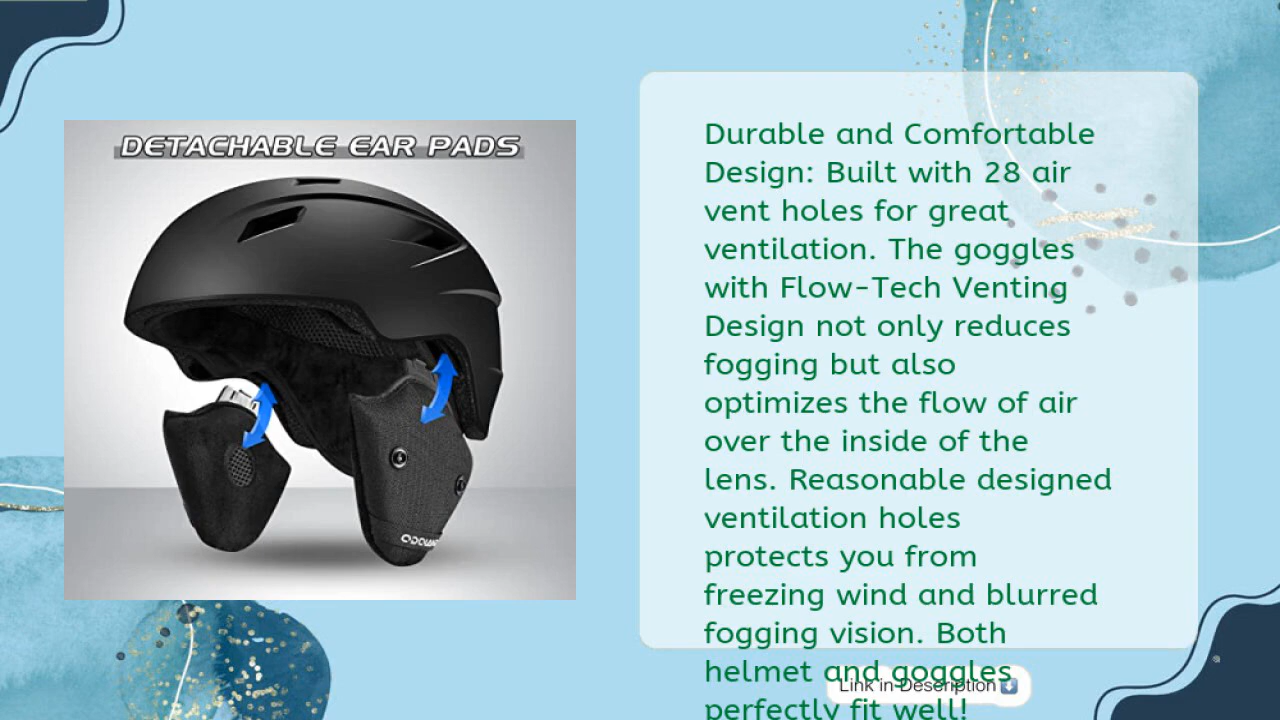 DETACHABLE EAR PADS
Durable and Comfortable
Design: Built with 28 air
vent holes for great
ventilation. The goggles
with Flow-Tech Venting
Design not only reduces
fogging but also
optimizes the flow of air
over the inside of the
lens. Reasonable designed
ventilation holes
protects you from
freezing wind and blurred
fogging vision. Both
helmet and goggles
Link in Description
perfectly fit well!